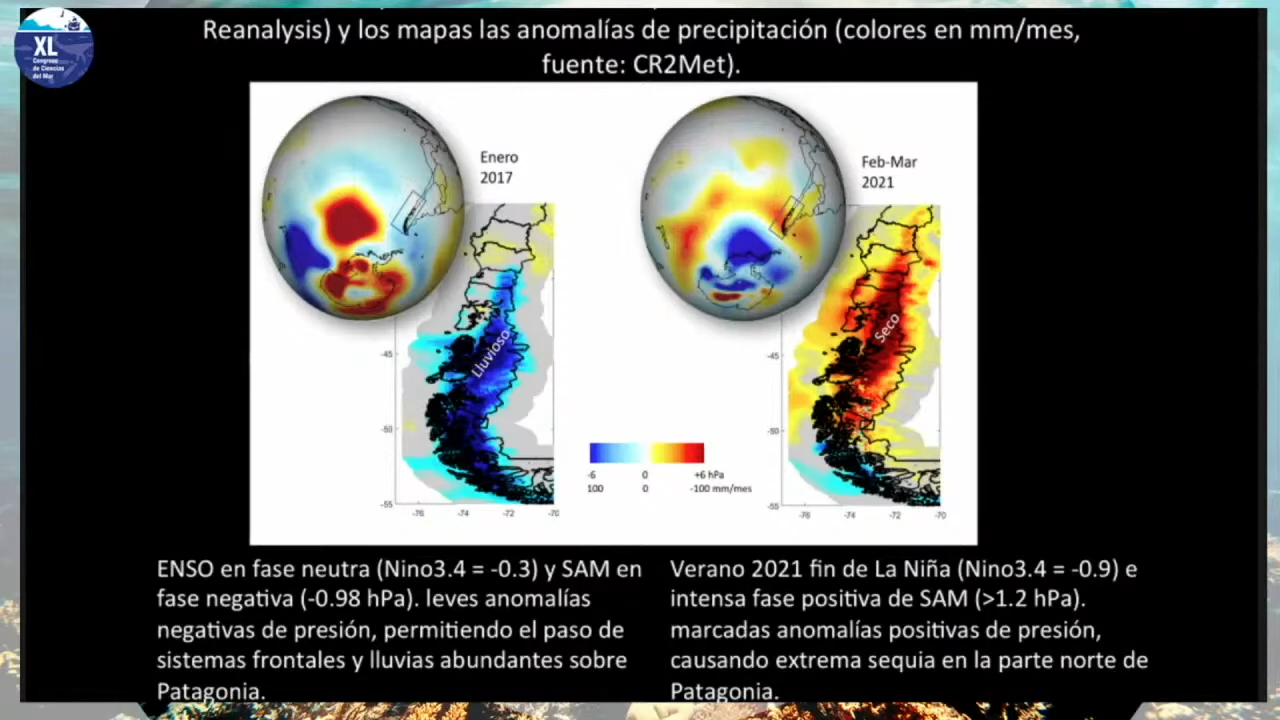 XL
Congreso
de Ciencias
del Mar
Reanalysis) y los mapas las anomalías de precipitación (colores en mm/mes,
fuente: CR2Met).
Enero
2017
Lluvioso
-45
-50
-55
-76
-74
-72
-70
Feb-Mar
2021
Seco
-45
-50
-55
-76
-74
-72
-70
-6 0 +6 hPa
100 0 -100 mm/mes
ENSO en fase neutra (Nino3.4 = -0.3) y SAM en
fase negativa (-0.98 hPa). leves anomalías
negativas de presión, permitiendo el paso de
sistemas frontales y lluvias abundantes sobre
Patagonia.
Verano 2021 fin de La Niña (Nino3.4 = -0.9) e
intensa fase positiva de SAM (>1.2 hPa).
marcadas anomalías positivas de presión,
causando extrema sequia en la parte norte de
Patagonia.